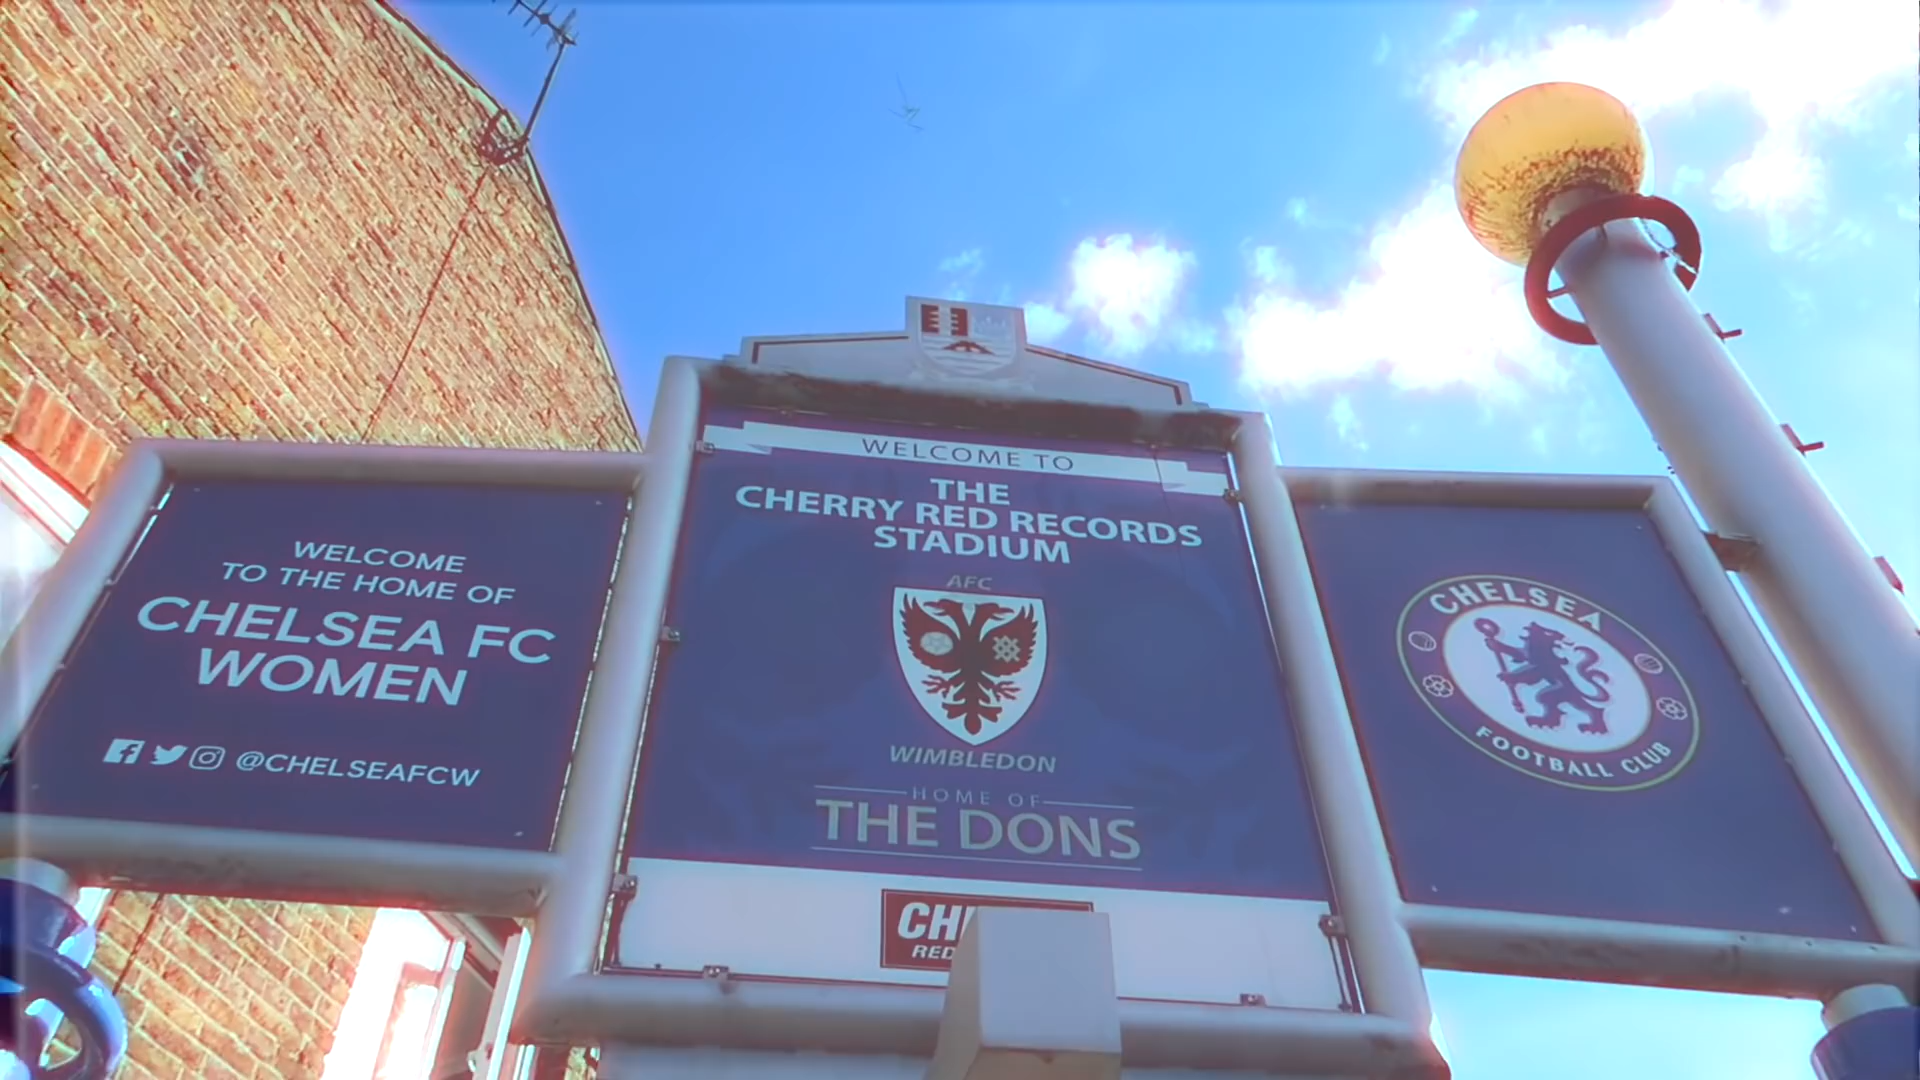 WELCOME
TO THE HOME OF
CHELSEA FC
WOMEN
@CHELSEAFCW
WELCOME TO
THE
CHERRY RED RECORDS
STADIUM
AFC
WIMBLEDON
HOME OF
THE DONS
RED
CHELSEA
FOOTBALL CLUB